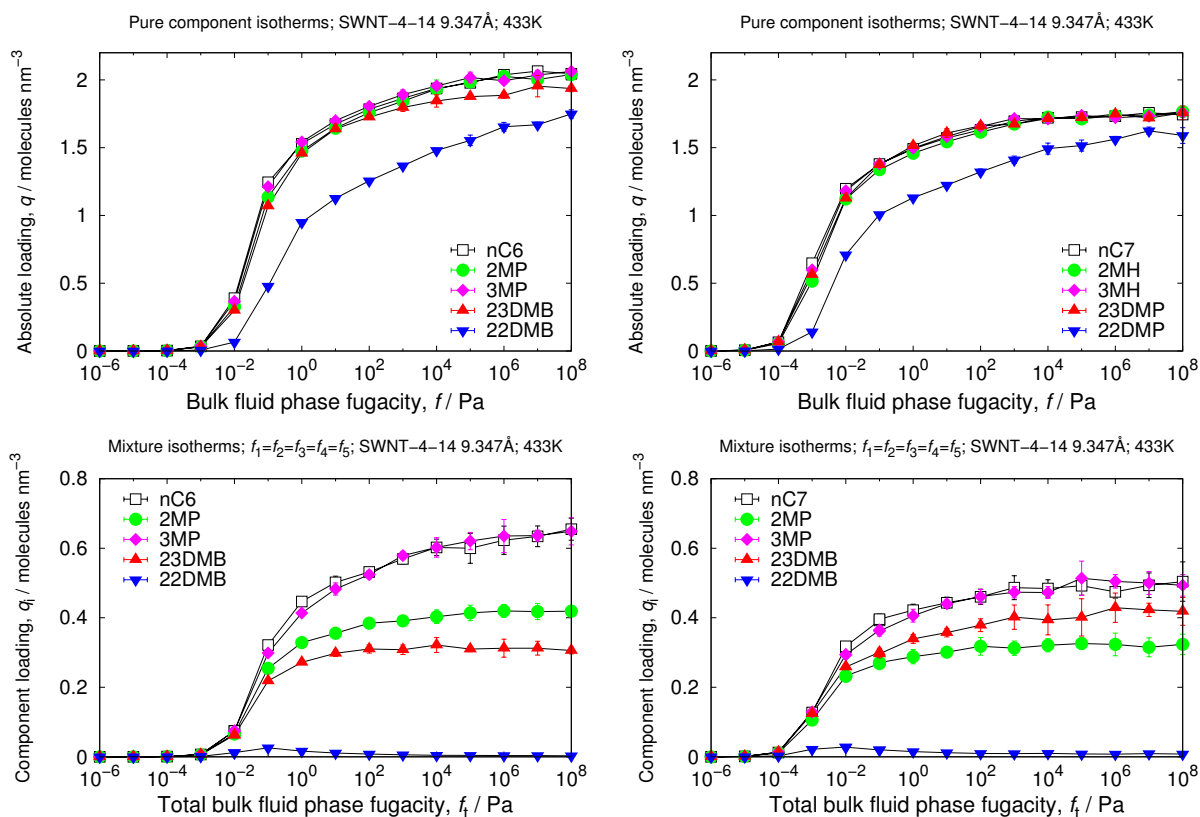 Pure component isotherms; SWNT−4−14 9.347Å; 433K
Absolute loading, q / molecules nm−3
2
1.5
1
0.5
0
nC6
2MP
3MP
23DMB
22DMB
10−6 10−4 10−2 100 102 104 106 108
Bulk fluid phase fugacity, f / Pa
Pure component isotherms; SWNT−4−14 9.347Å; 433K
Absolute loading, q / molecules nm−3
2
1.5
1
0.5
0
nC7
2MH
3MH
23DMP
22DMP
10−6 10−4 10−2 100 102 104 106 108
Bulk fluid phase fugacity, f / Pa
Mixture isotherms; f1=f2=f3=f4=f5; SWNT−4−14 9.347Å; 433K
Component loading, qi / molecules nm−3
0.8
0.6
0.4
0.2
0
nC6
2MP
3MP
23DMB
22DMB
10−6 10−4 10−2 100 102 104 106 108
Total bulk fluid phase fugacity, ft / Pa
Mixture isotherms; f1=f2=f3=f4=f5; SWNT−4−14 9.347Å; 433K
Component loading, qi / molecules nm−3
0.8
0.6
0.4
0.2
0
nC7
2MP
3MP
23DMB
22DMB
10−6 10−4 10−2 100 102 104 106 108
Total bulk fluid phase fugacity, ft / Pa